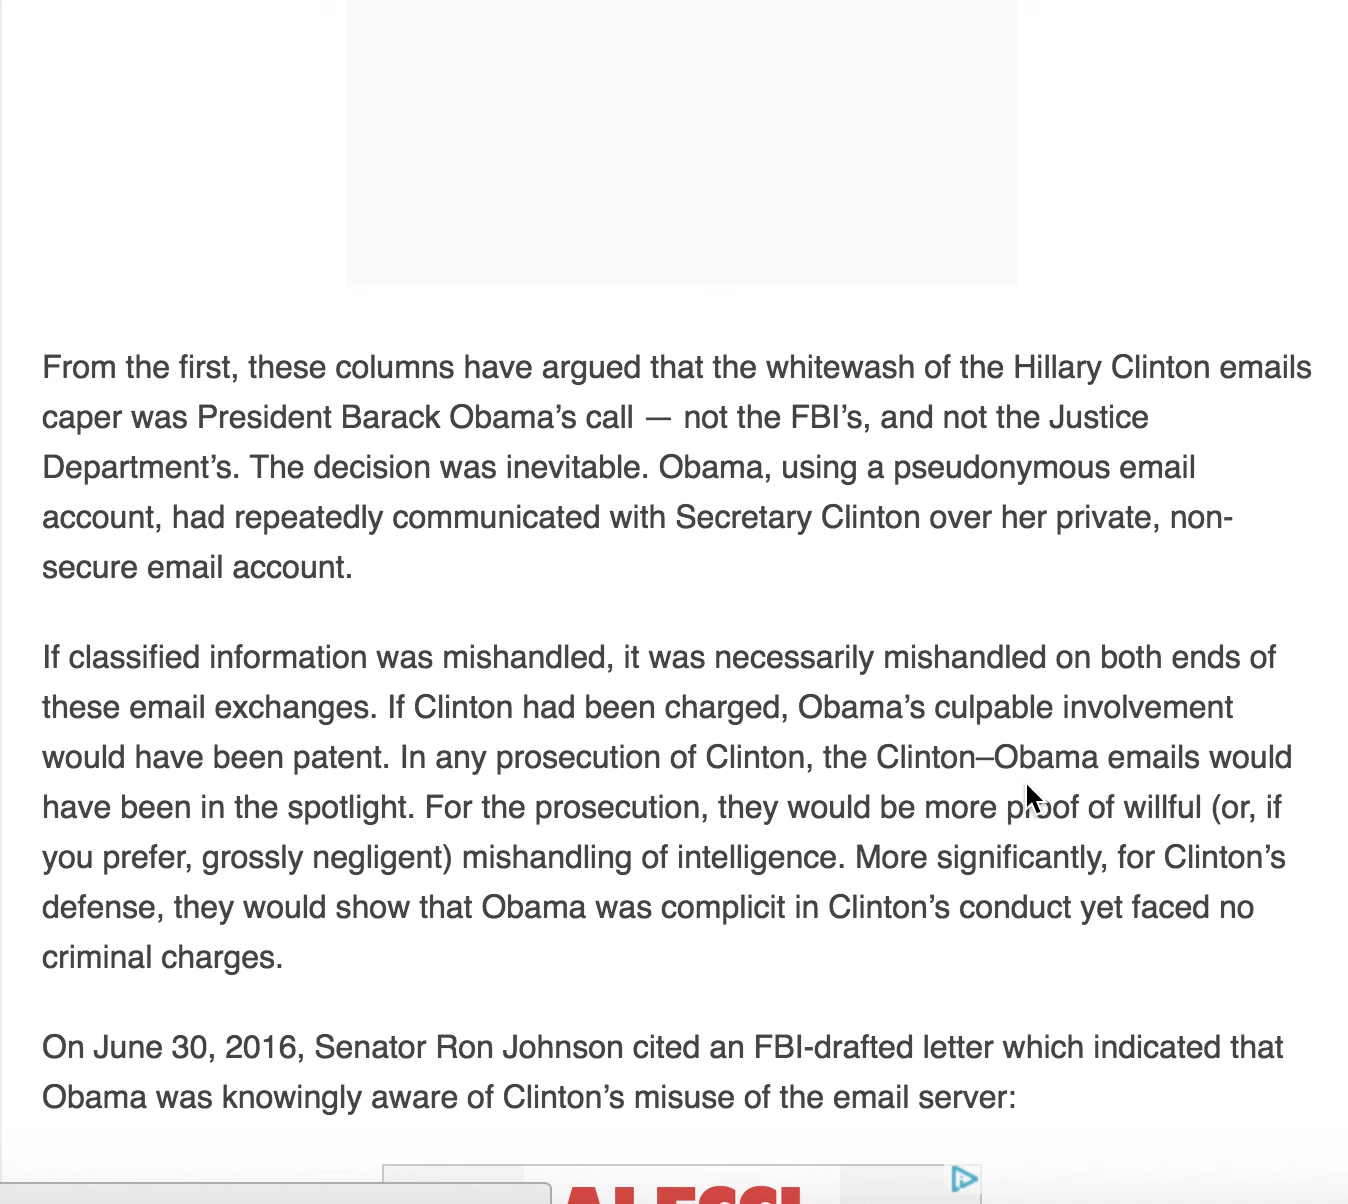 From the first, these columns have argued that the whitewash of the Hillary Clinton emails
caper was President Barack Obama’s call — not the FBI’s, and not the Justice
Department’s. The decision was inevitable. Obama, using a pseudonymous email
account, had repeatedly communicated with Secretary Clinton over her private, non-
secure email account.
If classified information was mishandled, it was necessarily mishandled on both ends of
these email exchanges. If Clinton had been charged, Obama’s culpable involvement
would have been patent. In any prosecution of Clinton, the Clinton–Obama emails would
have been in the spotlight. For the prosecution, they would be more proof of willful (or, if
you prefer, grossly negligent) mishandling of intelligence. More significantly, for Clinton’s
defense, they would show that Obama was complicit in Clinton’s conduct yet faced no
criminal charges.
On June 30, 2016, Senator Ron Johnson cited an FBI-drafted letter which indicated that
Obama was knowingly aware of Clinton’s misuse of the email server: